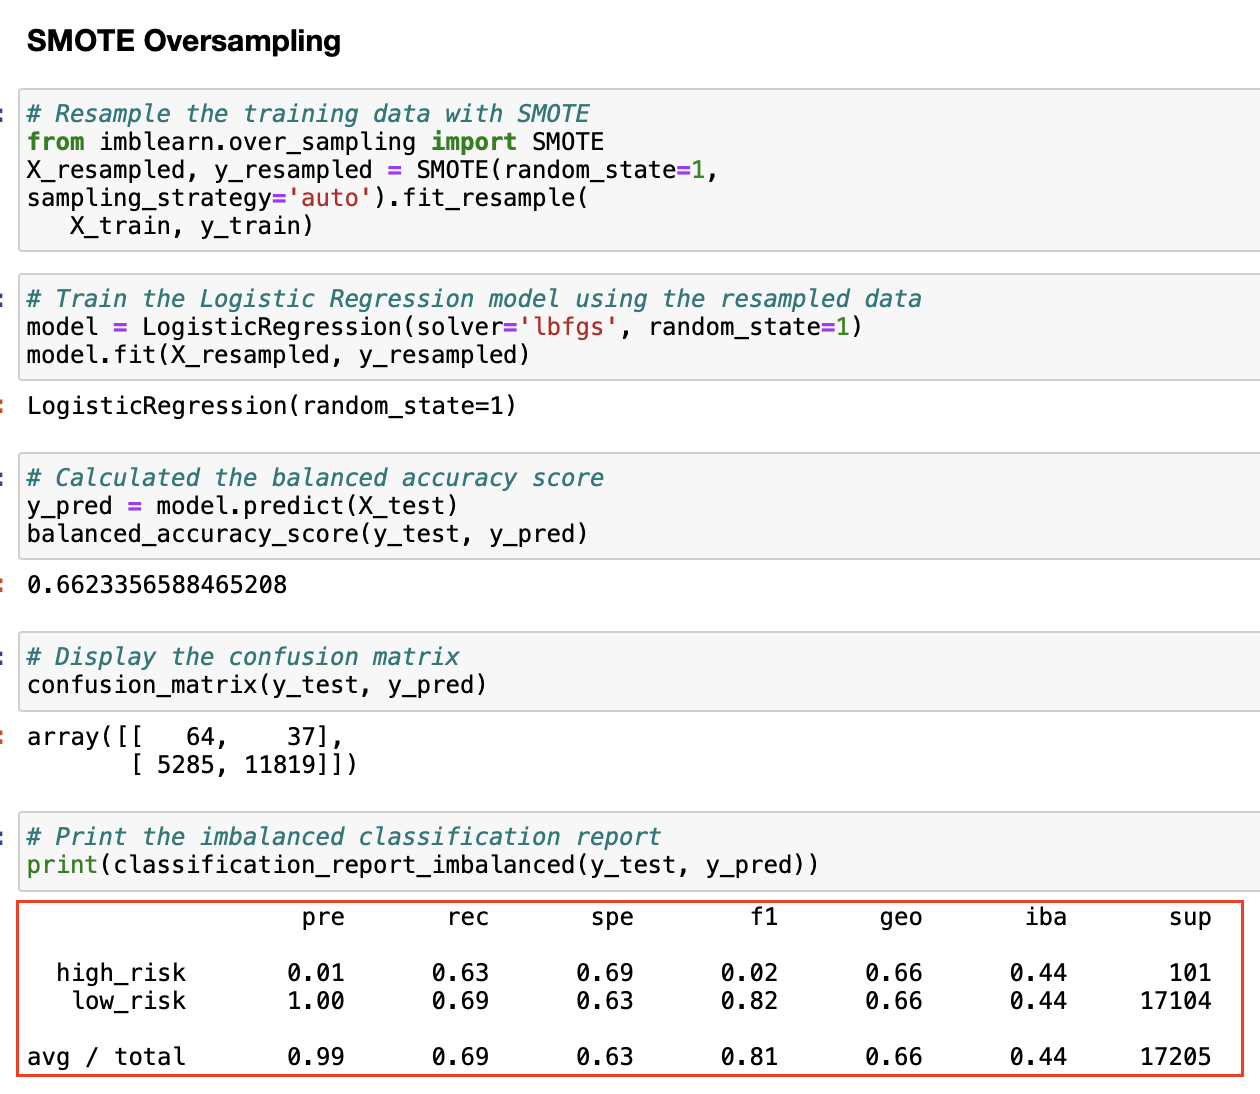 SMOTE Oversampling
# Resample the training data with SMOTE
from imblearn.over_sampling import SMOTE
X_resampled, y_resampled = SMOTE(random_state=1,
sampling_strategy='auto').fit_resample(
   X_train, y_train)
# Train the Logistic Regression model using the resampled data
model = LogisticRegression(solver='lbfgs', random_state=1)
model.fit(X_resampled, y_resampled)
LogisticRegression(random_state=1)
# Calculated the balanced accuracy score
y_pred = model.predict(X_test)
balanced_accuracy_score(y_test, y_pred)
0.6623356588465208
# Display the confusion matrix
confusion_matrix(y_test, y_pred)
array([[   64,    37],
       [ 5285, 11819]])
# Print the imbalanced classification report
print(classification_report_imbalanced(y_test, y_pred))
                   pre       rec       spe        f1       geo       iba       sup
  high_risk       0.01      0.63      0.69      0.02      0.66      0.44       101
   low_risk       1.00      0.69      0.63      0.82      0.66      0.44     17104
avg / total       0.99      0.69      0.63      0.81      0.66      0.44     17205